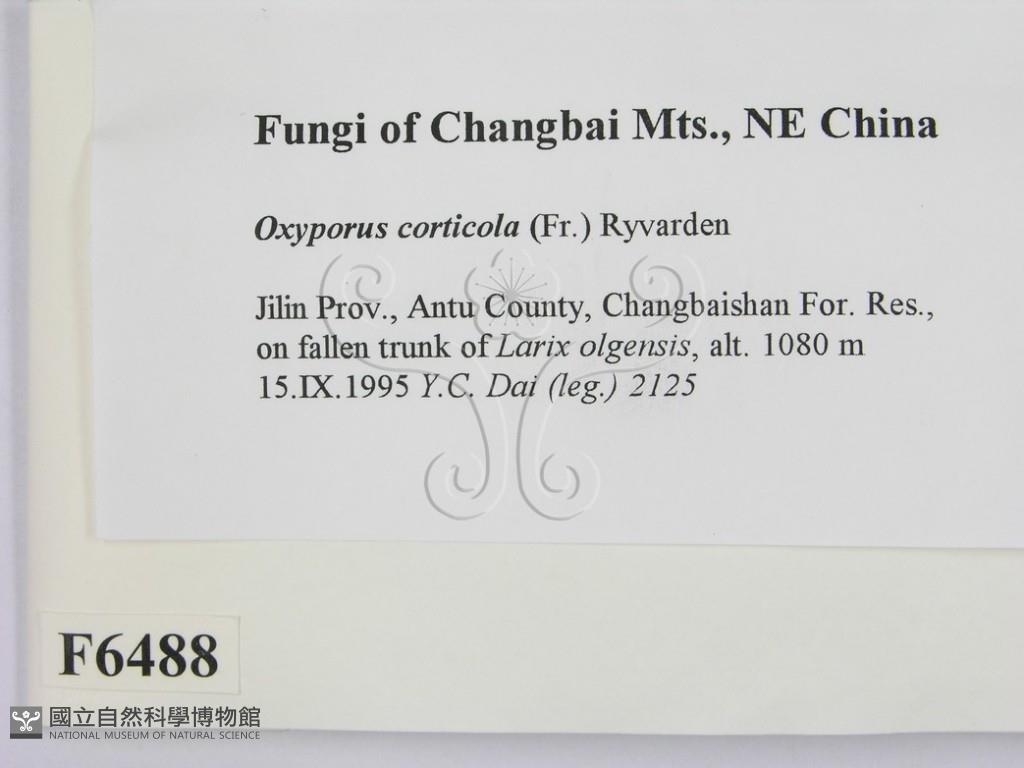 Fungi of Changbai Mts., NE China
Oxyporus corticola (Fr.) Ryvarden
Jilin Prov., Antu County, Changbaishan For. Res.,
on fallen trunk of Larix olgensis, alt. 1080 m
15.IX.1995 Y.C. Dai (leg.) 2125
F6488
國立自然科學博物館
NATIONAL MUSEUM OF NATURAL SCIENCE